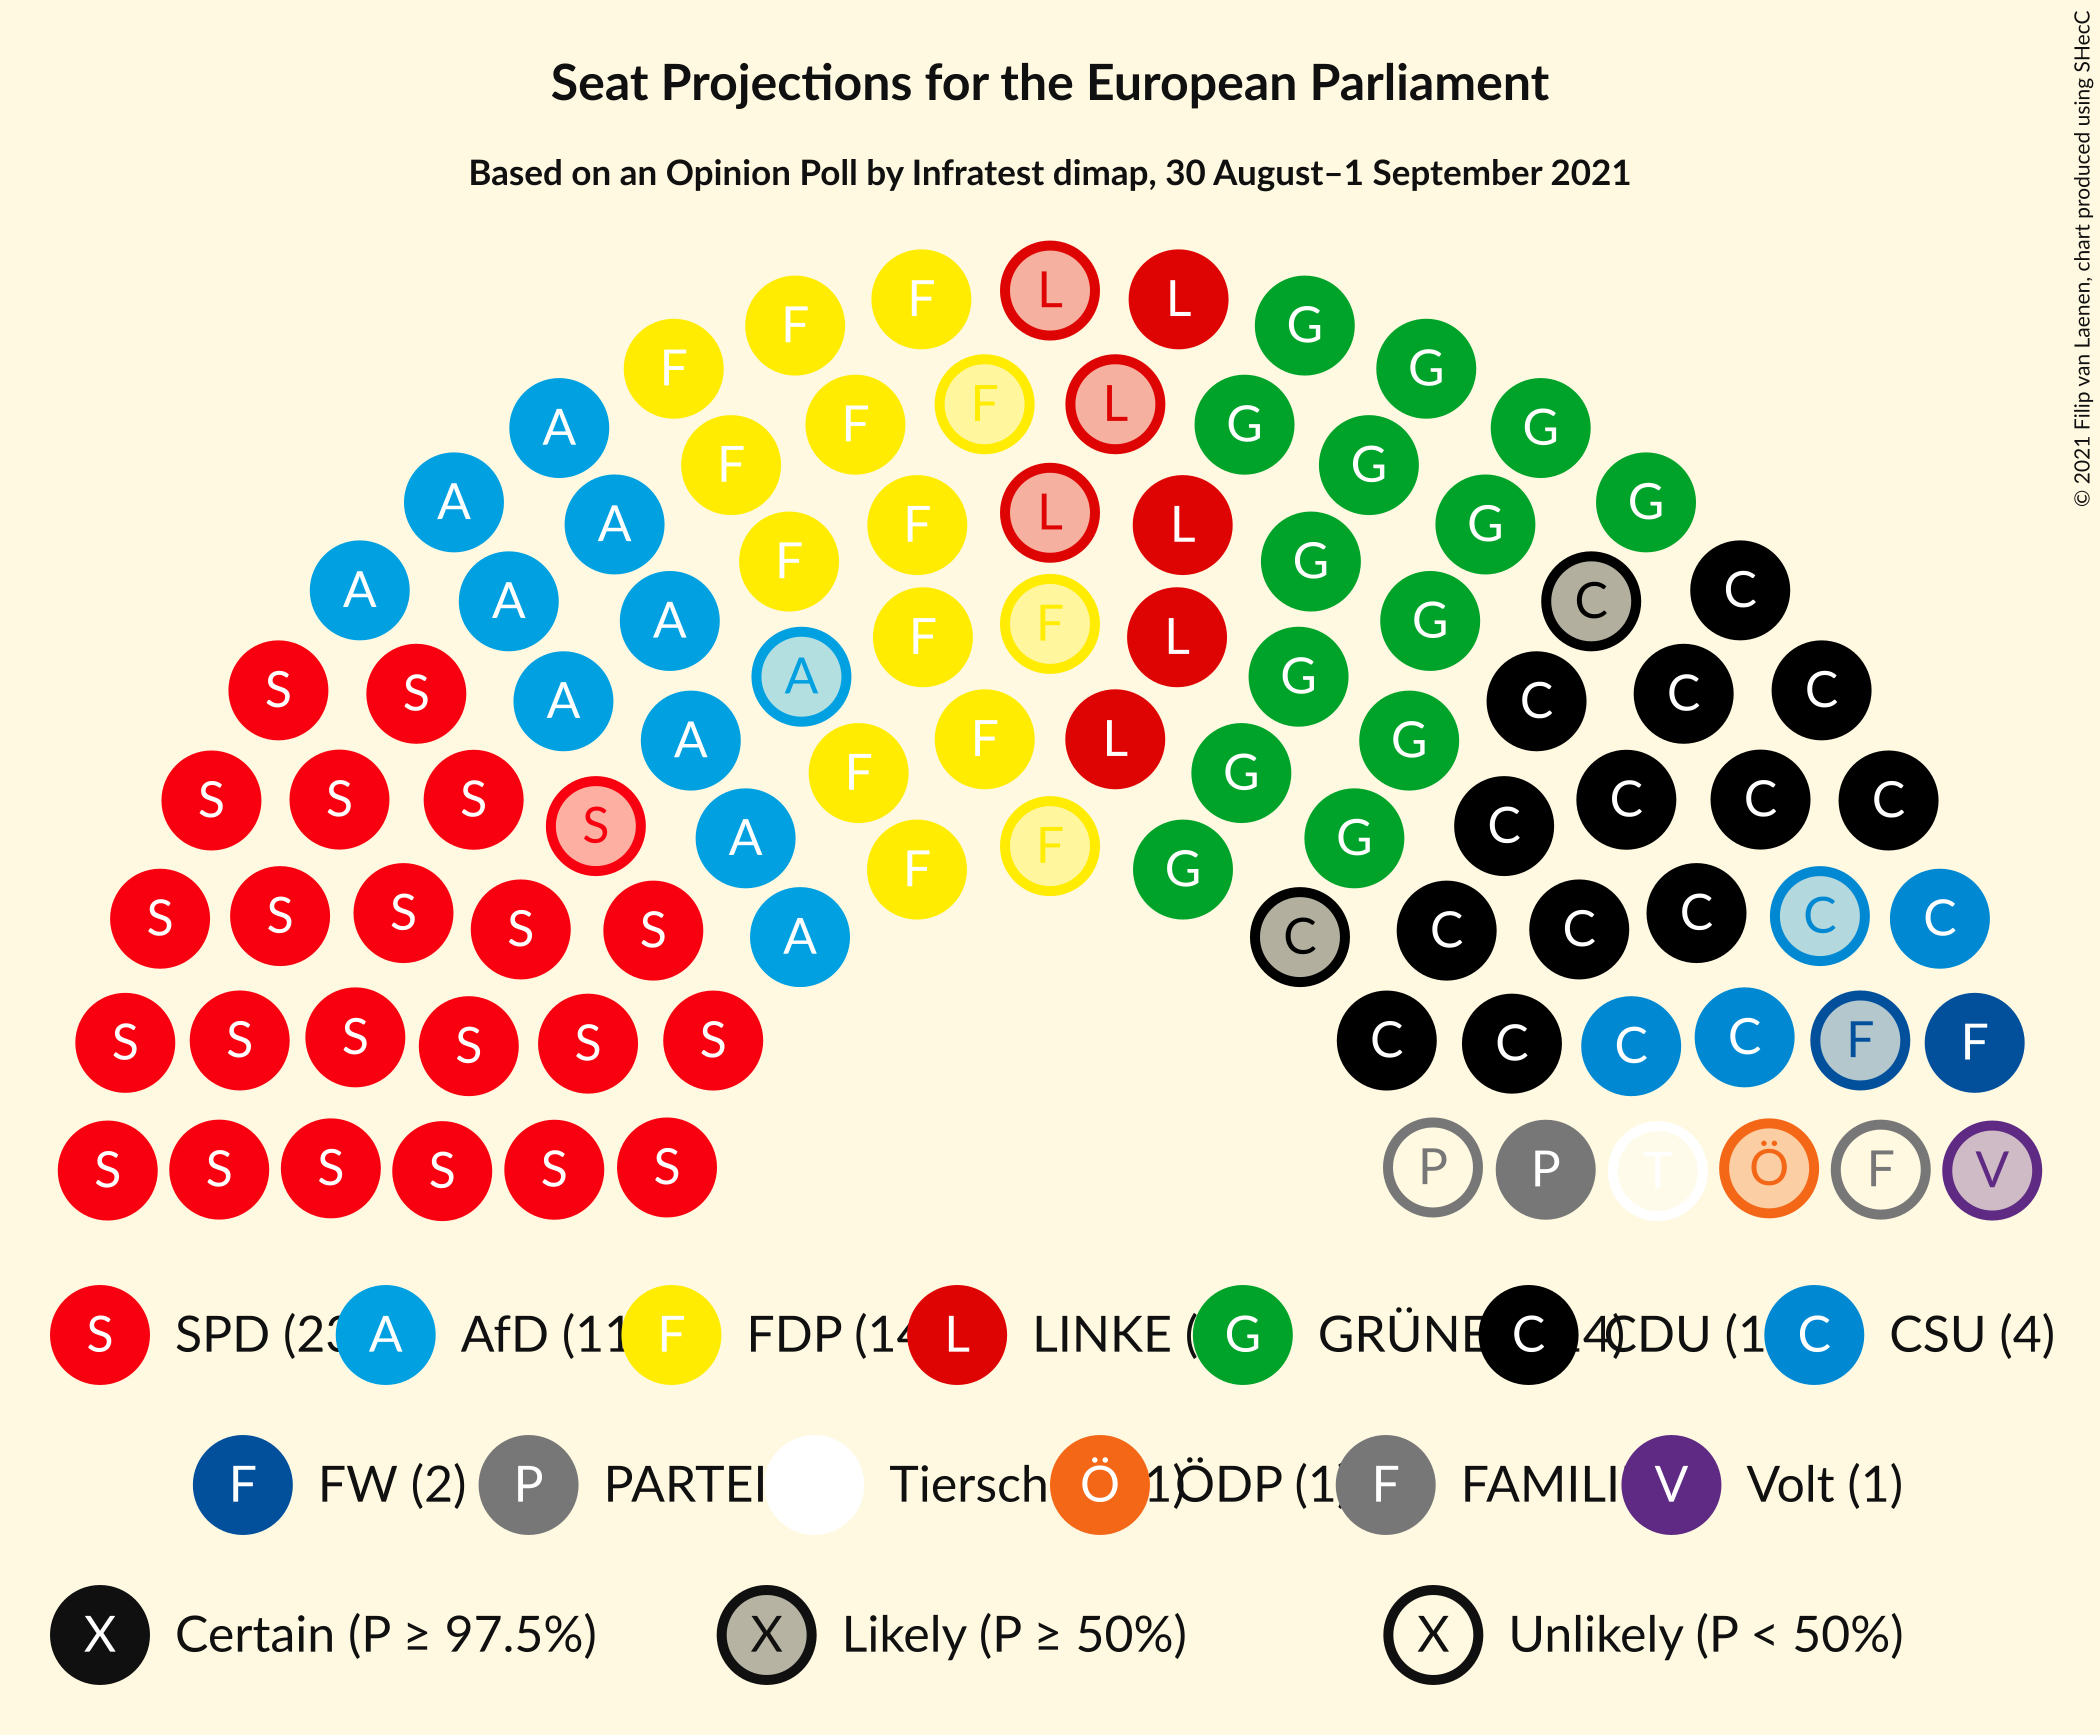 Seat Projections for the European Parliament
Based on an Opinion Poll by Infratest dimap, 30 August–1 September 2021
© 2021 Filip van Laenen, chart produced using SHecC
F F L L G
F F F L G G
A F F G G G
A A F F L L G G G
A A A F F F L G G C C
S S A A A F F L G G C C C
S S S S A F F G G C C C C
S S S S S A F F G G C C C C C C
S S S S S S C C C C F F
S S S S S S P P T Ö F V
S SPD (23 A AfD (11 F FDP (14 L LINKE ( G GRÜNE C 4) CDU (1 C CSU (4)
F FW (2) P PARTEI Tiersch Ö 1) ÖDP (1 F FAMILI V Volt (1)
X Certain (P ≥ 97.5%) X Likely (P ≥ 50%) X Unlikely (P < 50%)